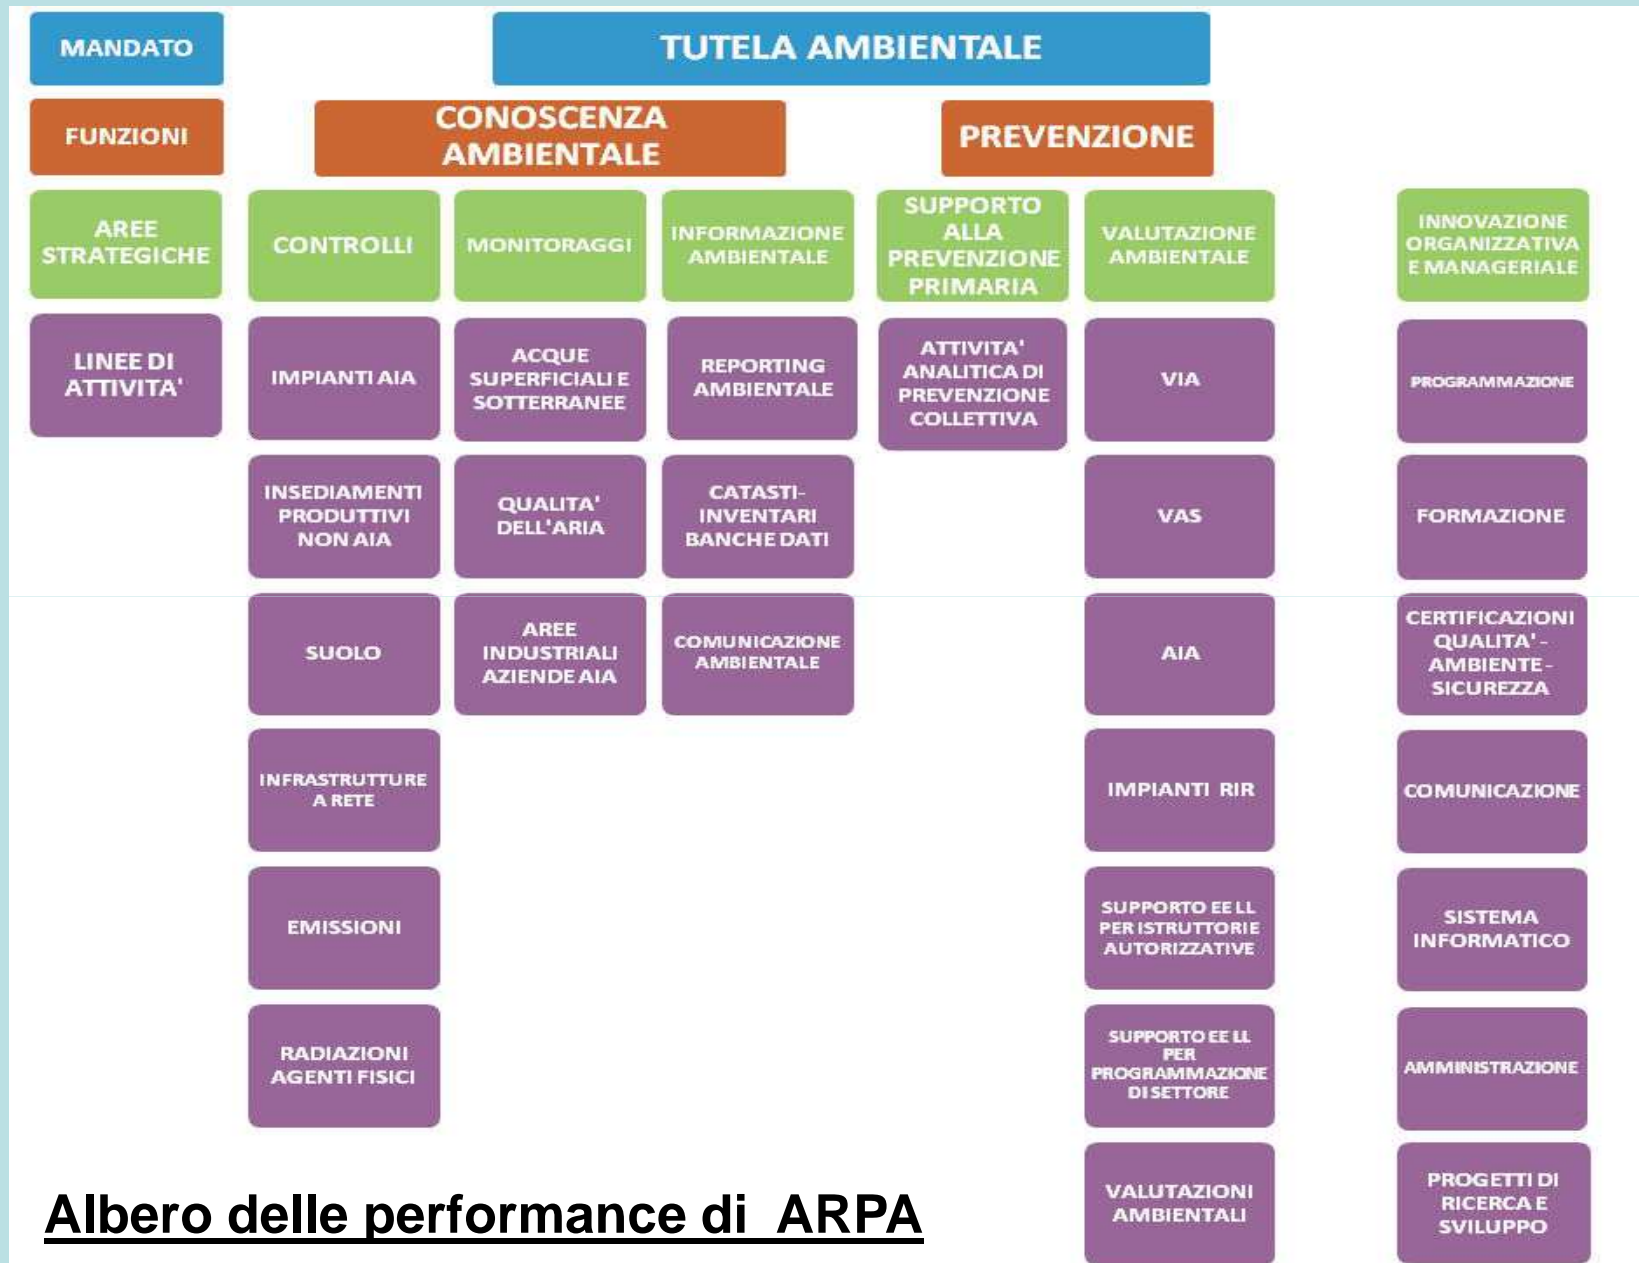 MANDATO
TUTELA AMBIENTALE
FUNZIONI
CONOSCENZA
AMBIENTALE
PREVENZIONE
AREE
STRATEGICHE
CONTROLLI
MONITORAGGI
INFORMAZIONE
AMBIENTALE
SUPPORTO
ALLA
PREVENZIONE
PRIMARIA
VALUTAZIONE
AMBIENTALE
INNOVAZIONE
ORGANIZZATIVA
E MANAGERIALE
LINEE DI
ATTIVITA'
IMPIANTI AIA
ACQUE
SUPERFICIALI E
SOTTERRANEE
REPORTING
AMBIENTALE
ATTIVITA'
ANALITICA DI
PREVENZIONE
COLLETTIVA
VIA
PROGRAMMAZIONE
INSEDIAMENTI
PRODUTTIVI
NON AIA
QUALITA'
DELL'ARIA
CATASTI-
INVENTARI
BANCHE DATI
VAS
FORMAZIONE
SUOLO
AREE
INDUSTRIALI
AZIENDE AIA
COMUNICAZIONE
AMBIENTALE
AIA
CERTIFICAZIONI
QUALITA' -
AMBIENTE -
SICUREZZA
INFRASTRUTTURE
A RETE
IMPIANTI RIR
COMUNICAZIONE
EMISSIONI
SUPPORTO EE LL
PER ISTRUTTORIE
AUTORIZZATIVE
SISTEMA
INFORMATICO
RADIAZIONI
AGENTI FISICI
SUPPORTO EE LL
PER
PROGRAMMAZIONE
DI SETTORE
AMMINISTRAZIONE
VALUTAZIONI
AMBIENTALI
PROGETTI DI
RICERCA E
SVILUPPO
Albero delle performance di ARPA